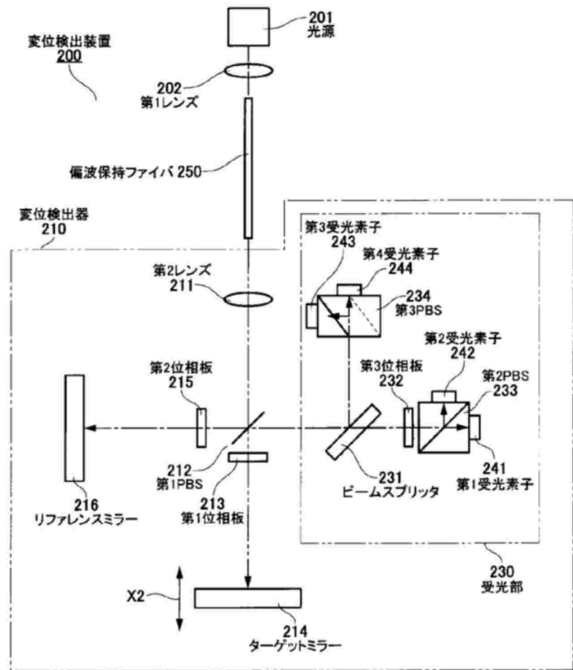 201
光源
変位検出装置
200
202
第1レンズ
偏波保持ファイバ 250
変位検出器
210
第3受光素子
243
第4受光素子
244
第2レンズ
211
234
第3PBS
第2受光素子
242
第2位相板
215
第3位相板
232
第2PBS
233
212
第1PBS
213
第1位相板
231
ビームスプリッタ
241
第1受光素子
216
リファレンスミラー
230
受光部
X2
214
ターゲットミラー